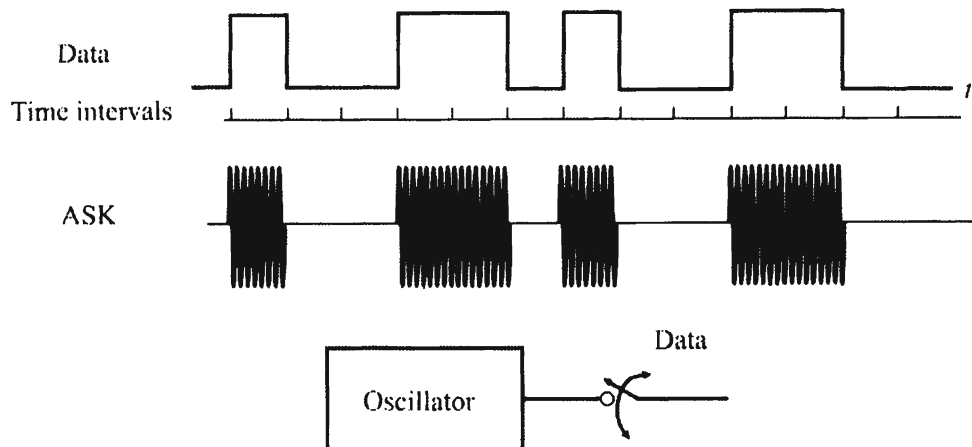 Data
t
Time intervals
ASK
Data
Oscillator